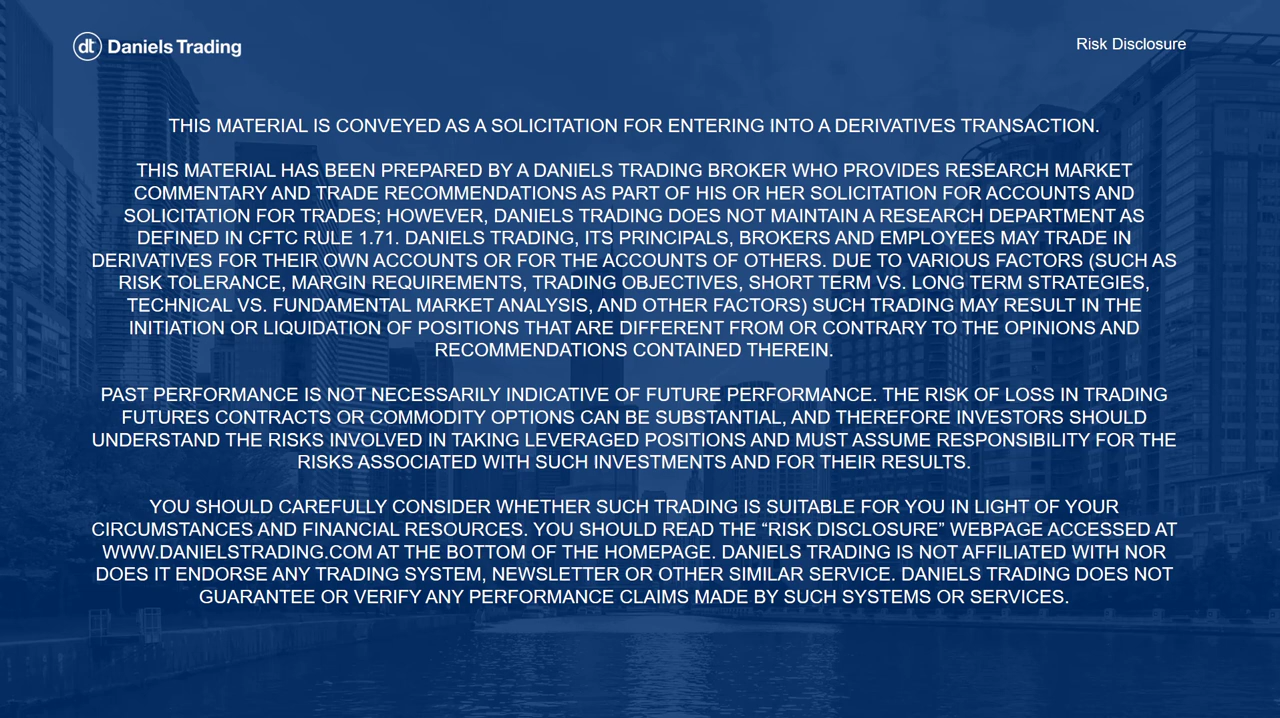 dt Daniels Trading
Risk Disclosure
THIS MATERIAL IS CONVEYED AS A SOLICITATION FOR ENTERING INTO A DERIVATIVES TRANSACTION.
THIS MATERIAL HAS BEEN PREPARED BY A DANIELS TRADING BROKER WHO PROVIDES RESEARCH MARKET
COMMENTARY AND TRADE RECOMMENDATIONS AS PART OF HIS OR HER SOLICITATION FOR ACCOUNTS AND
SOLICITATION FOR TRADES; HOWEVER, DANIELS TRADING DOES NOT MAINTAIN A RESEARCH DEPARTMENT AS
DEFINED IN CFTC RULE 1.71. DANIELS TRADING, ITS PRINCIPALS, BROKERS AND EMPLOYEES MAY TRADE IN
DERIVATIVES FOR THEIR OWN ACCOUNTS OR FOR THE ACCOUNTS OF OTHERS. DUE TO VARIOUS FACTORS (SUCH AS
RISK TOLERANCE, MARGIN REQUIREMENTS, TRADING OBJECTIVES, SHORT TERM VS. LONG TERM STRATEGIES,
TECHNICAL VS. FUNDAMENTAL MARKET ANALYSIS, AND OTHER FACTORS) SUCH TRADING MAY RESULT IN THE
INITIATION OR LIQUIDATION OF POSITIONS THAT ARE DIFFERENT FROM OR CONTRARY TO THE OPINIONS AND
RECOMMENDATIONS CONTAINED THEREIN.
PAST PERFORMANCE IS NOT NECESSARILY INDICATIVE OF FUTURE PERFORMANCE. THE RISK OF LOSS IN TRADING
FUTURES CONTRACTS OR COMMODITY OPTIONS CAN BE SUBSTANTIAL, AND THEREFORE INVESTORS SHOULD
UNDERSTAND THE RISKS INVOLVED IN TAKING LEVERAGED POSITIONS AND MUST ASSUME RESPONSIBILITY FOR THE
RISKS ASSOCIATED WITH SUCH INVESTMENTS AND FOR THEIR RESULTS.
YOU SHOULD CAREFULLY CONSIDER WHETHER SUCH TRADING IS SUITABLE FOR YOU IN LIGHT OF YOUR
CIRCUMSTANCES AND FINANCIAL RESOURCES. YOU SHOULD READ THE “RISK DISCLOSURE” WEBPAGE ACCESSED AT
WWW.DANIELSTRADING.COM AT THE BOTTOM OF THE HOMEPAGE. DANIELS TRADING IS NOT AFFILIATED WITH NOR
DOES IT ENDORSE ANY TRADING SYSTEM, NEWSLETTER OR OTHER SIMILAR SERVICE. DANIELS TRADING DOES NOT
GUARANTEE OR VERIFY ANY PERFORMANCE CLAIMS MADE BY SUCH SYSTEMS OR SERVICES.